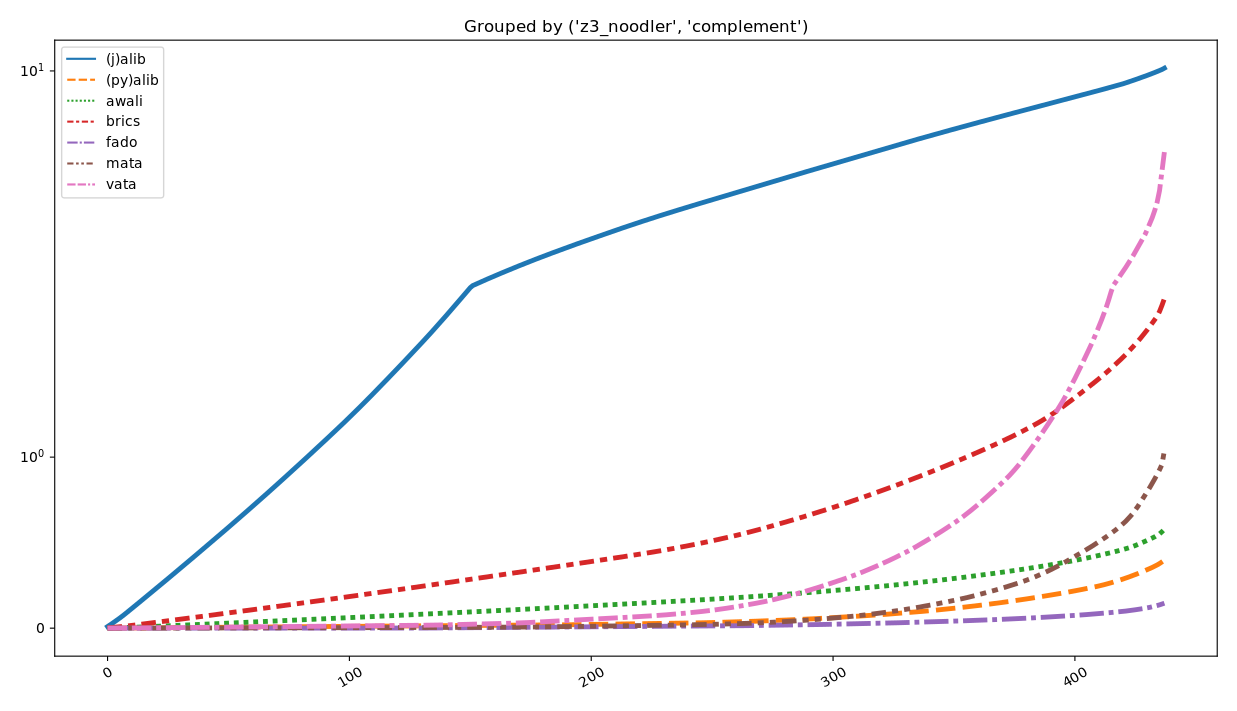 Grouped by ('z3_noodler', 'complement')
10¹
10⁰
0
(j)alib
(py)alib
awali
brics
fado
mata
vata
0
100
200
300
400